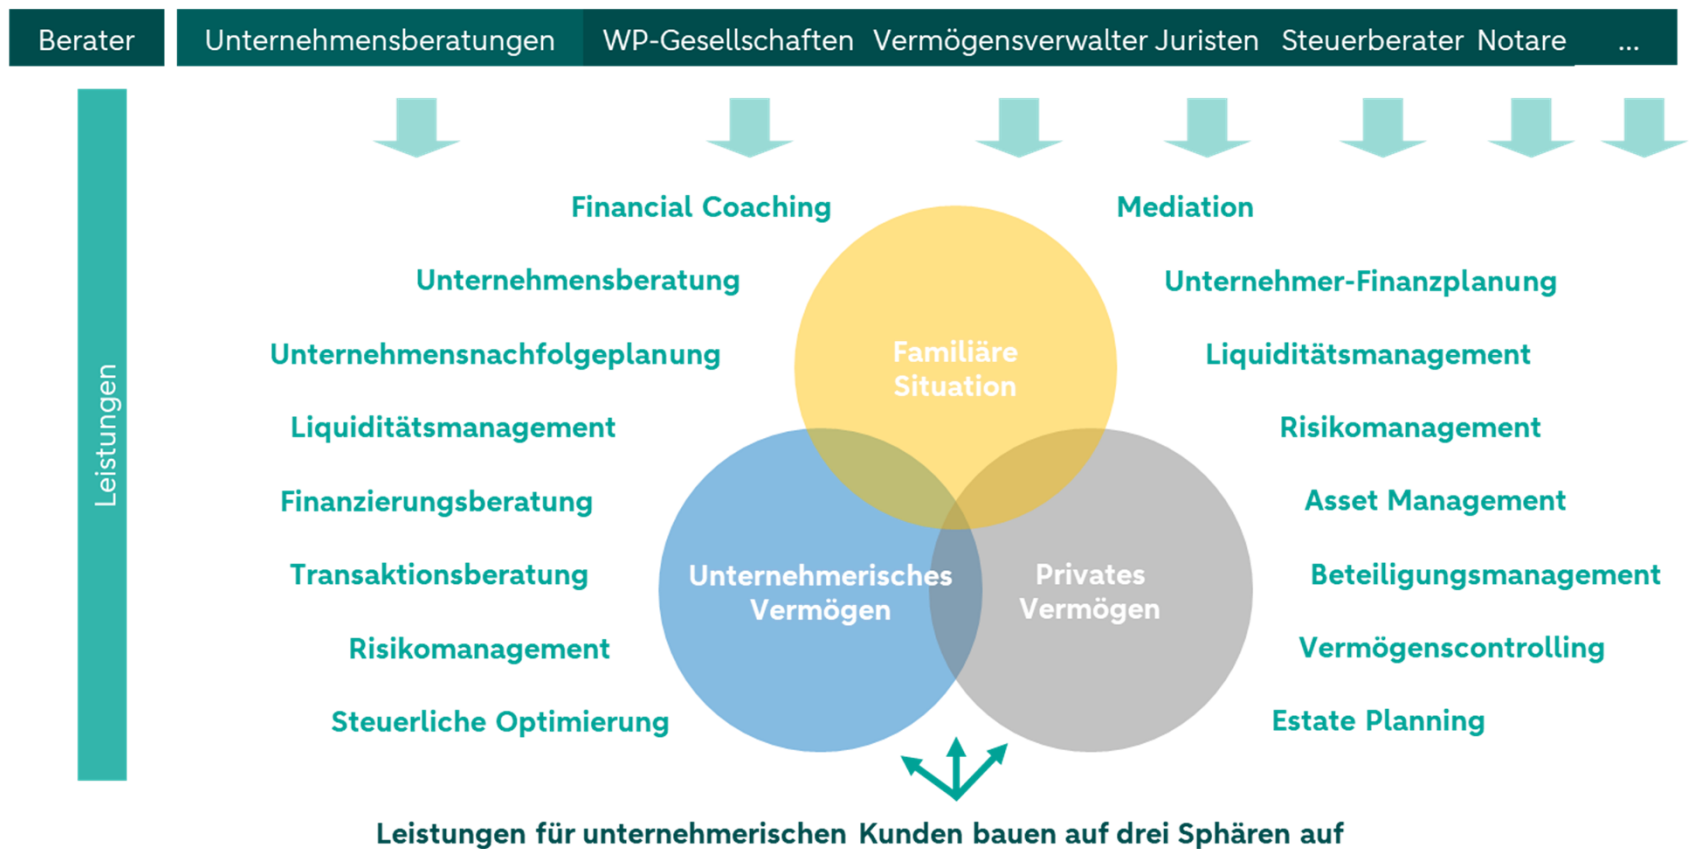 Berater
Unternehmensberatungen WP-Gesellschaften Vermögensverwalter Juristen Steuerberater Notare ...
Leistungen
Financial Coaching
Unternehmensberatung
Unternehmensnachfolgeplanung
Liquiditätsmanagement
Finanzierungsberatung
Transaktionsberatung
Risikomanagement
Steuerliche Optimierung
Familiäre
Situation
Unternehmerisches
Vermögen
Privates
Vermögen
Mediation
Unternehmer-Finanzplanung
Liquiditätsmanagement
Risikomanagement
Asset Management
Beteiligungsmanagement
Vermögenscontrolling
Estate Planning
Leistungen für unternehmerischen Kunden bauen auf drei Sphären auf